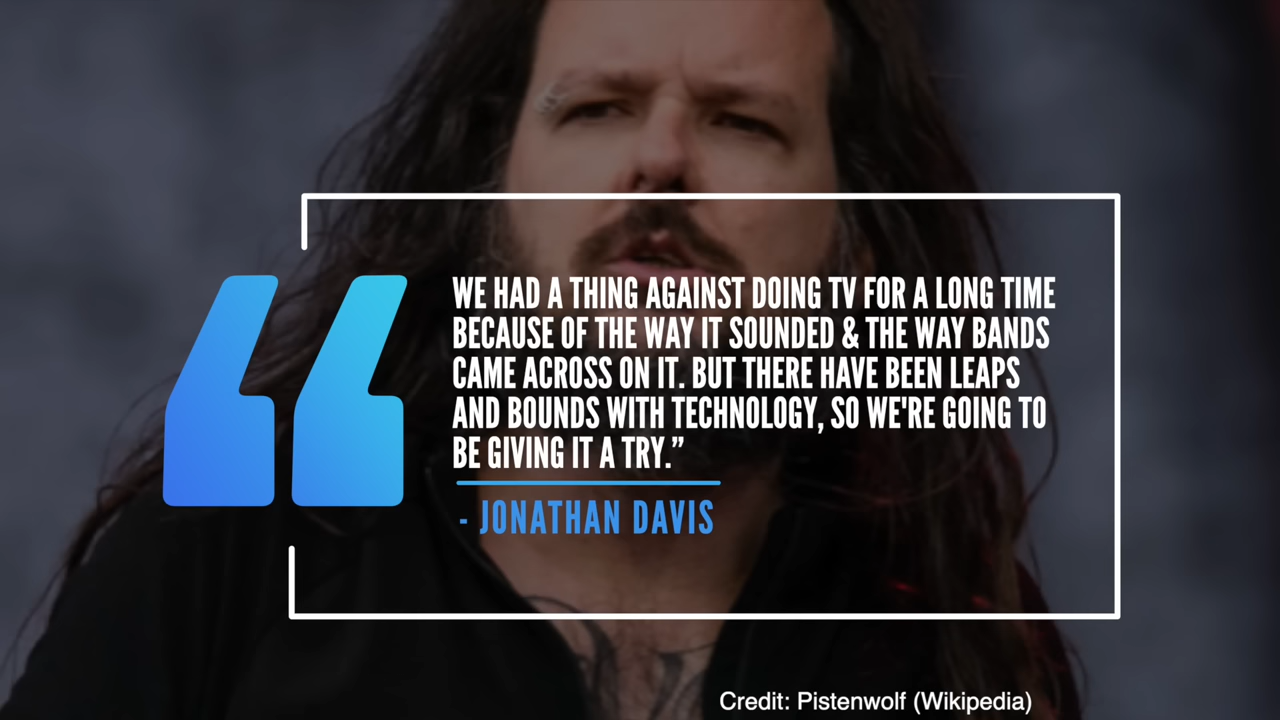 WE HAD A THING AGAINST DOING TV FOR A LONG TIME
BECAUSE OF THE WAY IT SOUNDED & THE WAY BANDS
CAME ACROSS ON IT. BUT THERE HAVE BEEN LEAPS
AND BOUNDS WITH TECHNOLOGY, SO WE'RE GOING TO
BE GIVING IT A TRY.”
- JONATHAN DAVIS
Credit: Pistenwolf (Wikipedia)